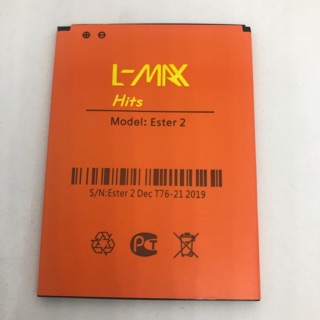 L-MAX
Hits
Model: Ester 2
S/N:Ester 2 Dec T76-21 2019